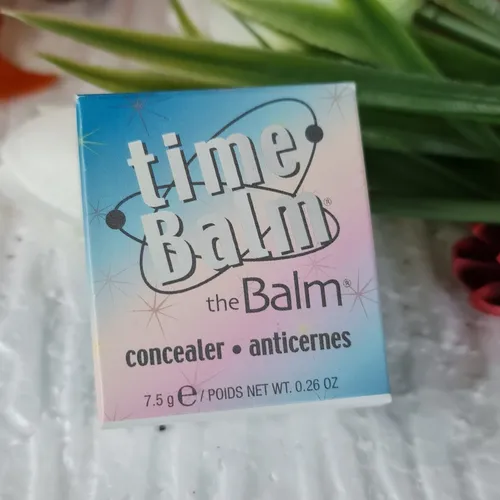 time
Balm®
theBalm®
concealer • anticernes
7.5 g ℮ / POIDS NET WT. 0.26 OZ